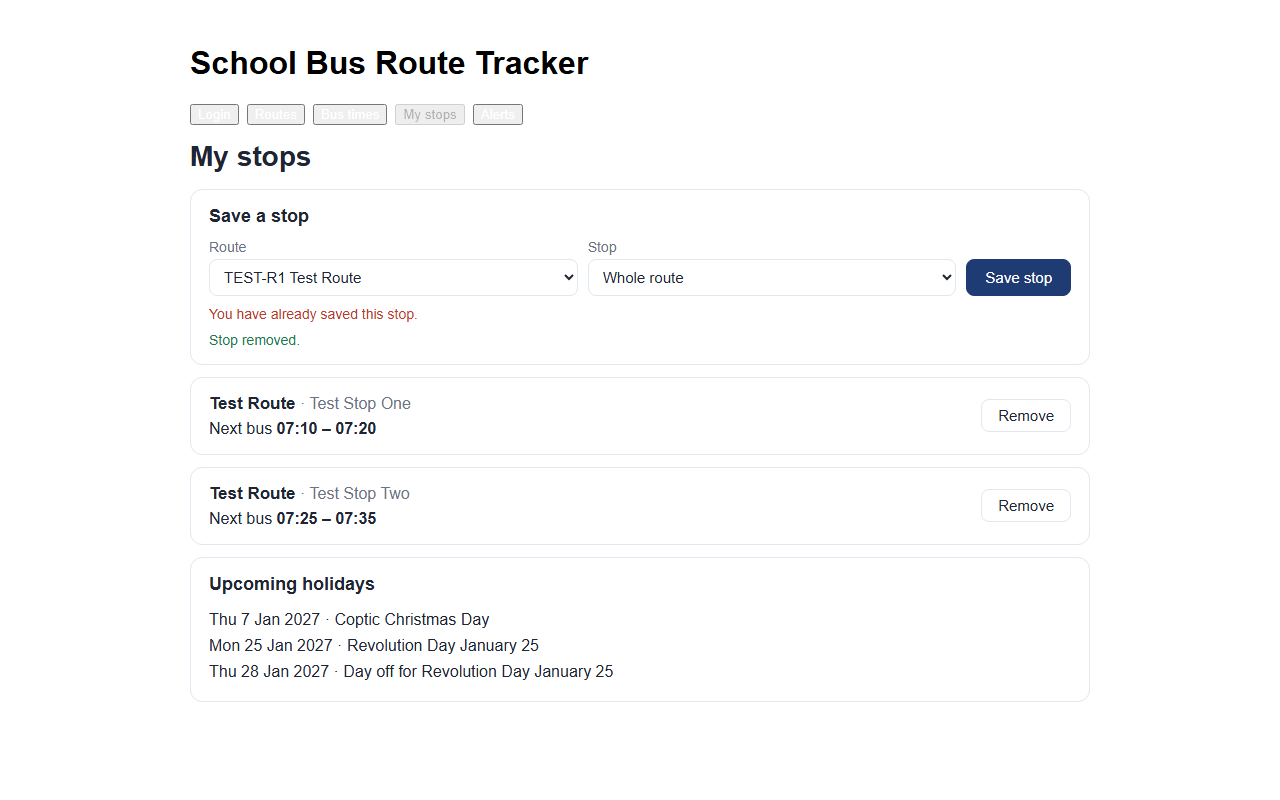 School Bus Route Tracker
Login Routes Bus times My stops Alerts
My stops
Save a stop
Route Stop
TEST-R1 Test Route Whole route Save stop
You have already saved this stop.
Stop removed.
Test Route · Test Stop One
Next bus 07:10 – 07:20
Remove
Test Route · Test Stop Two
Next bus 07:25 – 07:35
Remove
Upcoming holidays
Thu 7 Jan 2027 · Coptic Christmas Day
Mon 25 Jan 2027 · Revolution Day January 25
Thu 28 Jan 2027 · Day off for Revolution Day January 25